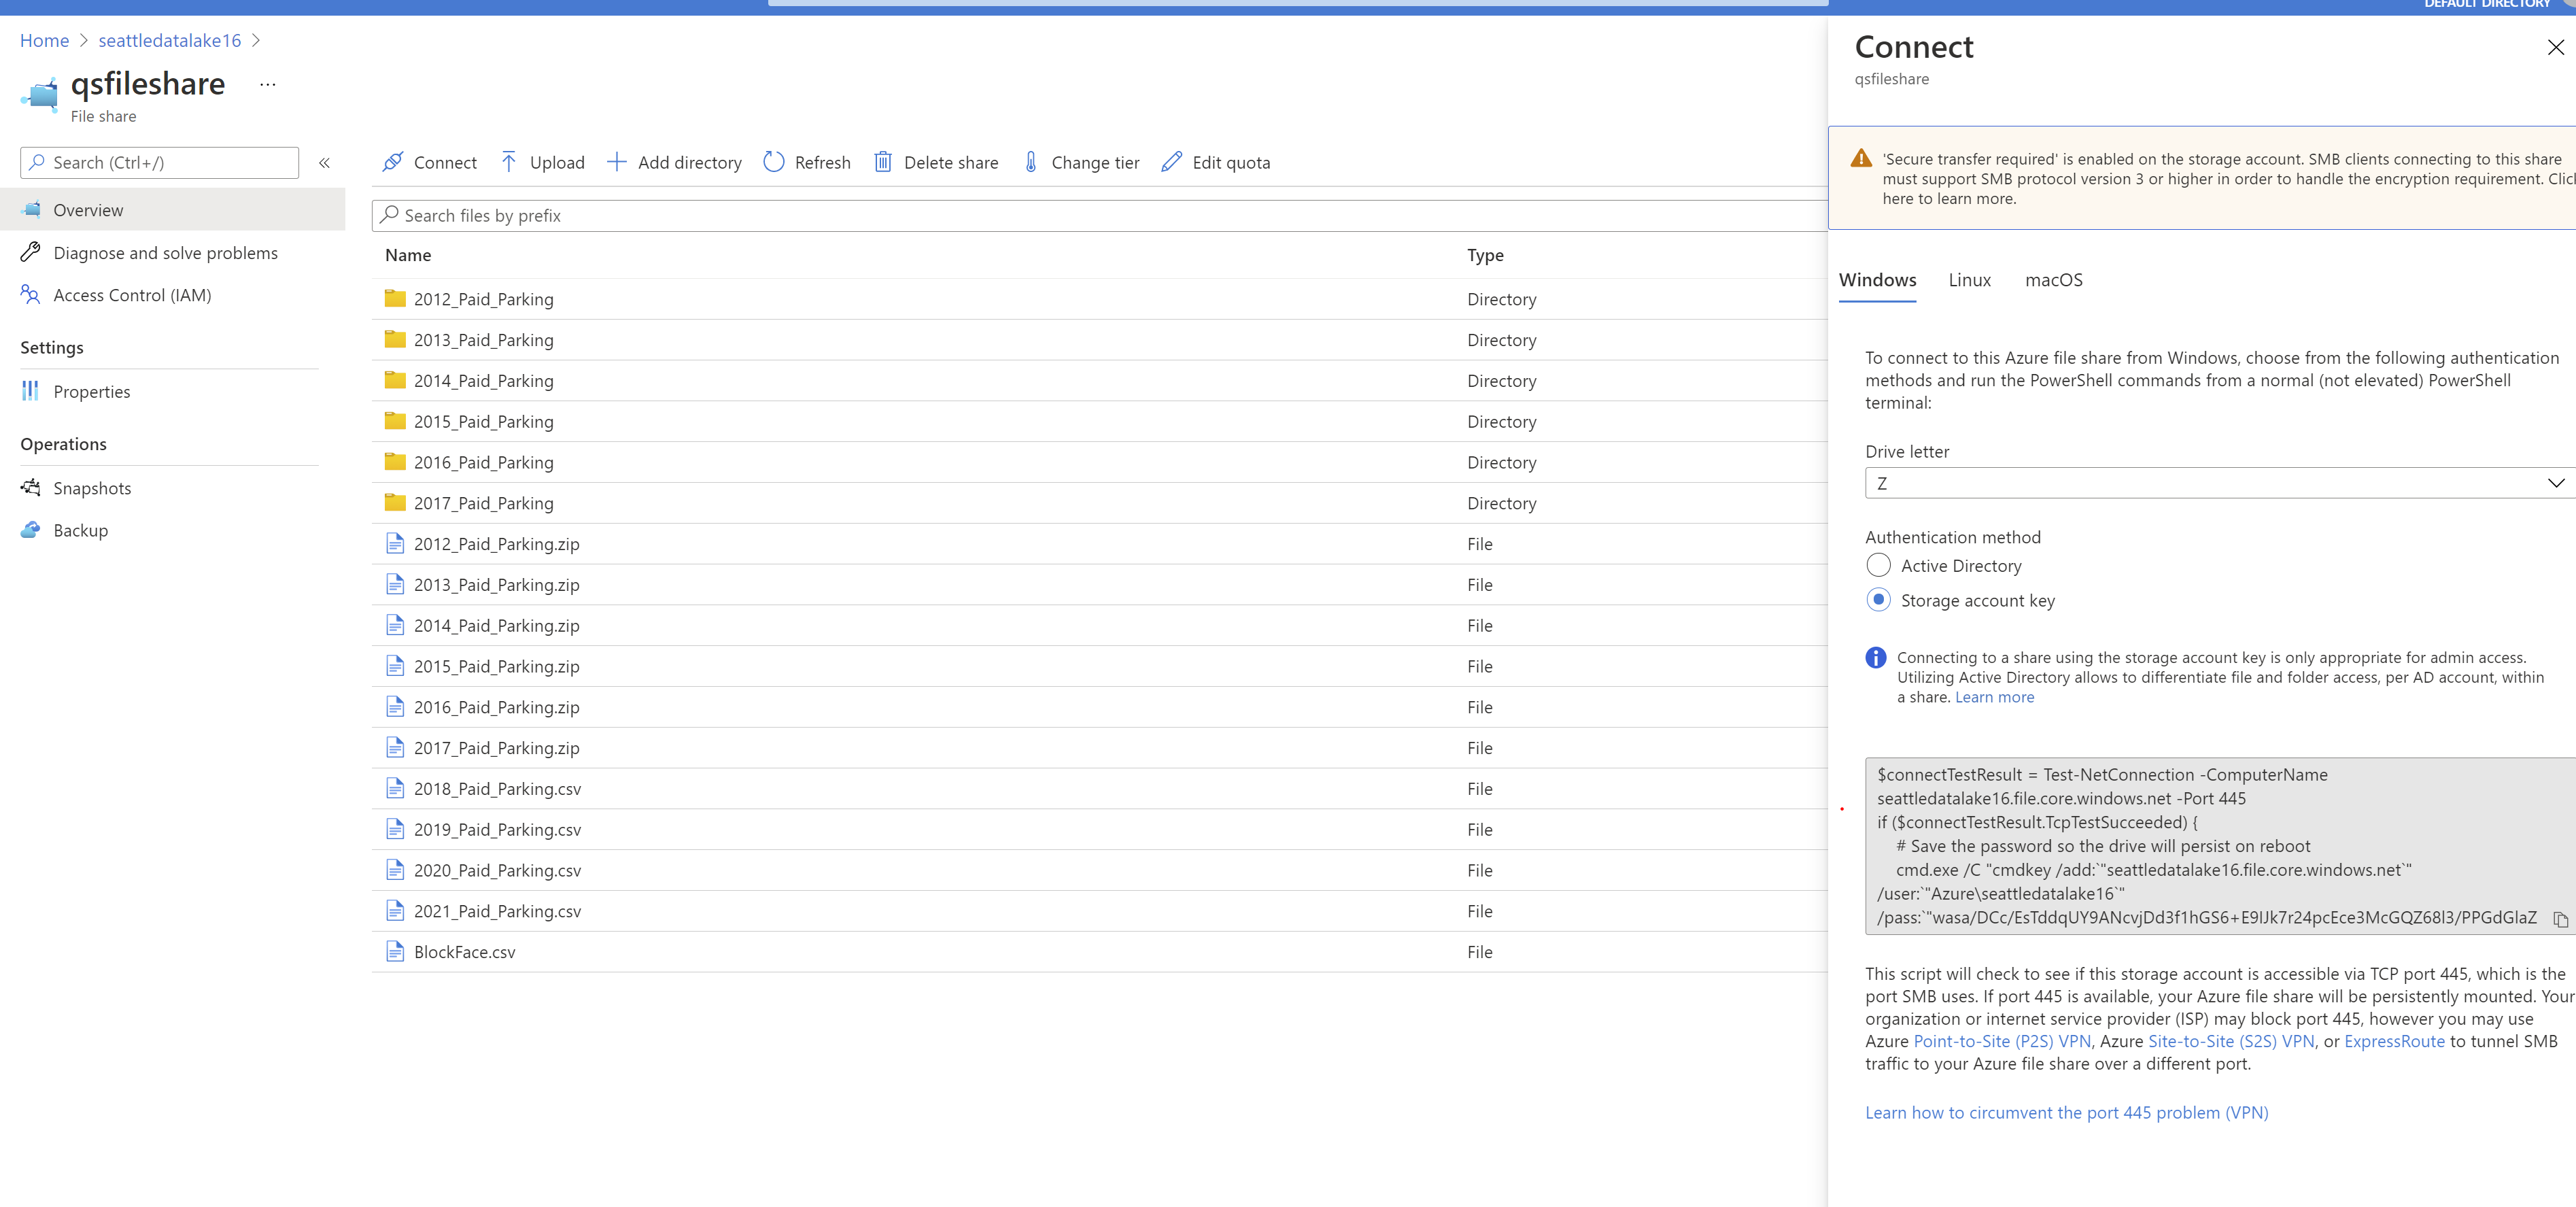 DEFAULT DIRECTORY
Home > seattledatalake16 >
qsfileshare ...
File share
Search (Ctrl+/) «
Overview
Diagnose and solve problems
Access Control (IAM)
Settings
Properties
Operations
Snapshots
Backup
Connect Upload Add directory Refresh Delete share Change tier Edit quota
Search files by prefix
Name Type
2012_Paid_Parking Directory
2013_Paid_Parking Directory
2014_Paid_Parking Directory
2015_Paid_Parking Directory
2016_Paid_Parking Directory
2017_Paid_Parking Directory
2012_Paid_Parking.zip File
2013_Paid_Parking.zip File
2014_Paid_Parking.zip File
2015_Paid_Parking.zip File
2016_Paid_Parking.zip File
2017_Paid_Parking.zip File
2018_Paid_Parking.csv File
2019_Paid_Parking.csv File
2020_Paid_Parking.csv File
2021_Paid_Parking.csv File
BlockFace.csv File
Connect
qsfileshare
'Secure transfer required' is enabled on the storage account. SMB clients connecting to this share
must support SMB protocol version 3 or higher in order to handle the encryption requirement.
here to learn more.
Windows Linux macOS
To connect to this Azure file share from Windows, choose from the following authentication
methods and run the PowerShell commands from a normal (not elevated) PowerShell
terminal:
Drive letter
Z
Authentication method
Active Directory
Storage account key
Connecting to a share using the storage account key is only appropriate for admin access.
Utilizing Active Directory allows to differentiate file and folder access, per AD account, within
a share. Learn more
$connectTestResult = Test-NetConnection -ComputerName
seattledatalake16.file.core.windows.net -Port 445
if ($connectTestResult.TcpTestSucceeded) {
# Save the password so the drive will persist on reboot
cmd.exe /C "cmdkey /add:`"seattledatalake16.file.core.windows.net`"
/user:`"Azure\seattledatalake16`"
/pass:`"
This script will check to see if this storage account is accessible via TCP port 445, which is the
port SMB uses. If port 445 is available, your Azure file share will be persistently mounted. Your
organization or internet service provider (ISP) may block port 445, however you may use
Azure Point-to-Site (P2S) VPN, Azure Site-to-Site (S2S) VPN, or ExpressRoute to tunnel SMB
traffic to your Azure file share over a different port.
Learn how to circumvent the port 445 problem (VPN)